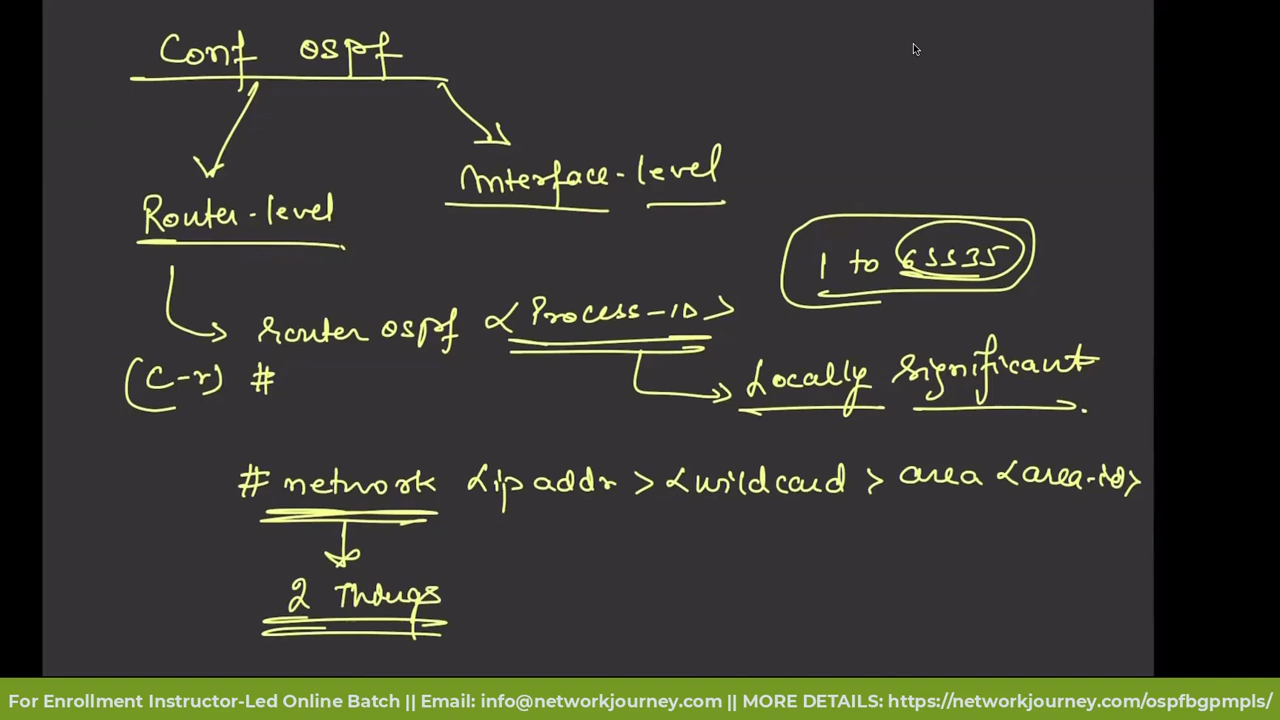 Conf ospf
Interface-level
Router-level
1 to 65535
router ospf <Process-ID>
(C-r) #
Locally significant.
# network <ip addr> <wildcard> area <area-id>
2 Things
For Enrollment Instructor-Led Online Batch || Email: info@networkjourney.com || MORE DETAILS: https://networkjourney.com/ospfbgpmpls/